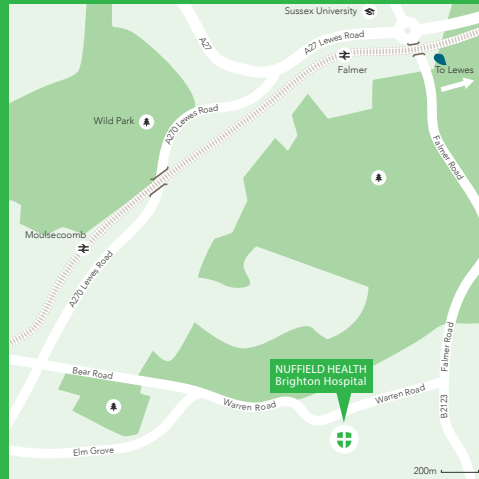 Sussex University
A27
A27 Lewes Road
Falmer
To Lewes
Wild Park
A270 Lewes Road
Falmer Road
Moulsecoomb
A270 Lewes Road
Falmer Road
NUFFIELD HEALTH
Brighton Hospital
Bear Road
Warren Road
Warren Road
B2123
Elm Grove
200m